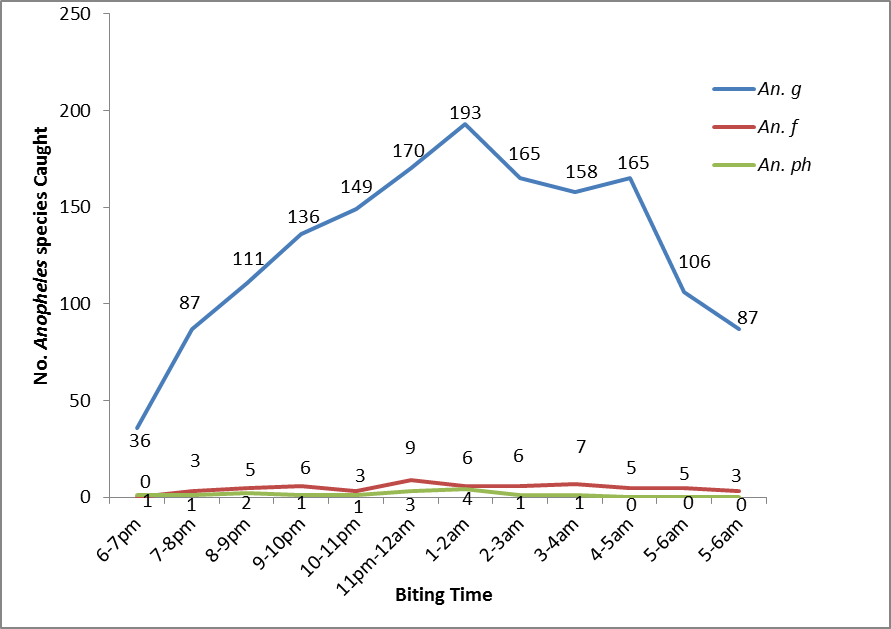 250
200
150
100
50
0
No. Anopheles species Caught
An. g
An. f
An. ph
36
87
111
136
149
170
193
165
158
165
106
87
0
3
5
6
3
9
6
6
7
5
5
3
1
1
2
1
1
3
4
1
1
0
0
0
6-7pm
7-8pm
8-9pm
9-10pm
10-11pm
11pm-12am
1-2am
2-3am
3-4am
4-5am
5-6am
5-6am
Biting Time